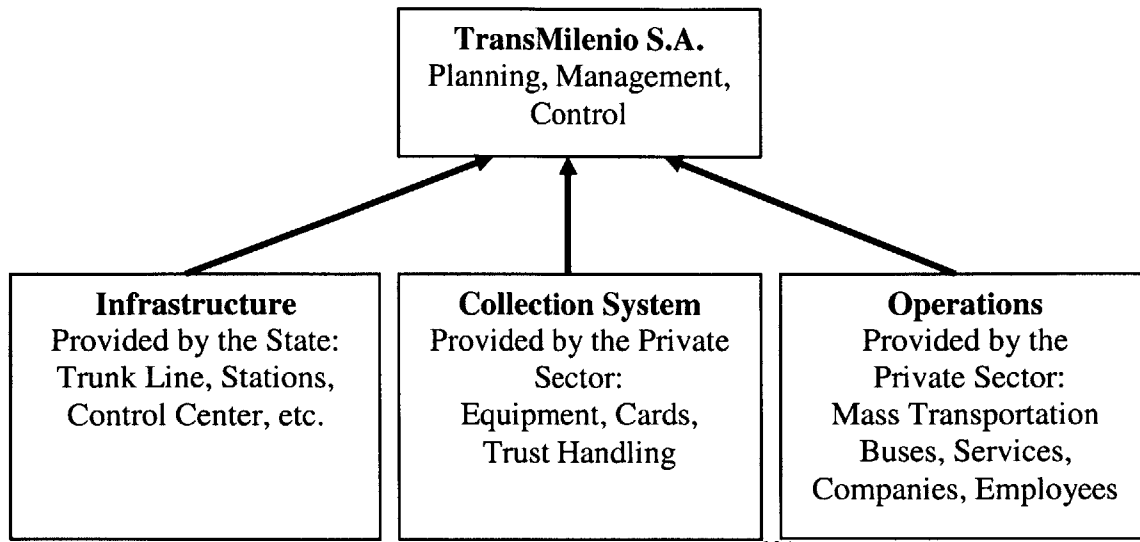 TransMilenio S.A.
Planning, Management,
Control
Infrastructure
Provided by the State:
Trunk Line, Stations,
Control Center, etc.
Collection System
Provided by the Private
Sector:
Equipment, Cards,
Trust Handling
Operations
Provided by the
Private Sector:
Mass Transportation
Buses, Services,
Companies, Employees